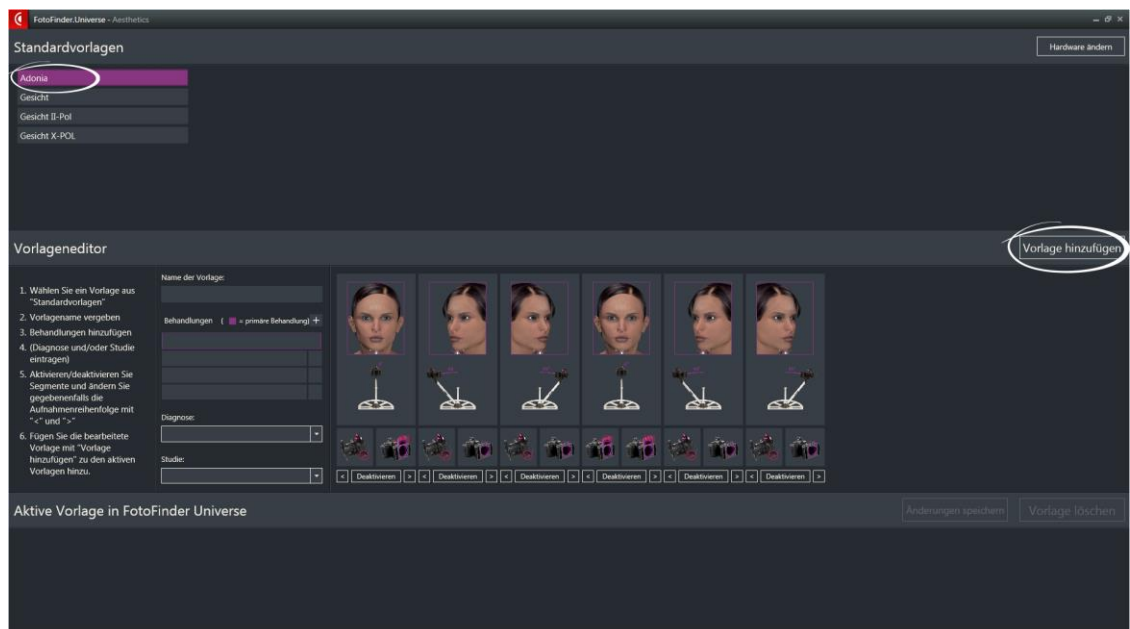 FotoFinder.Universe - Aesthetics
Standardvorlagen
Hardware ändern
Adonia
Gesicht
Gesicht II-Pol
Gesicht X-POL
Vorlageneditor
Vorlage hinzufügen
1. Wählen Sie ein Vorlage aus
"Standardvorlagen"
2. Vorlagename vergeben
3. Behandlungen hinzufügen
4. (Diagnose und/oder Studie
eintragen)
5. Aktivieren/deaktivieren Sie
Segmente und ändern Sie
gegebenenfalls die
Aufnahmenreihenfolge mit
"<" und ">"
6. Fügen Sie die bearbeitete
Vorlage mit "Vorlage
hinzufügen" zu den aktiven
Vorlagen hinzu.
Name der Vorlage:
Behandlungen ( = primäre Behandlung) +
Diagnose:
Studie:
< Deaktivieren > < Deaktivieren > < Deaktivieren > < Deaktivieren > < Deaktivieren > < Deaktivieren >
Aktive Vorlage in FotoFinder Universe
Änderungen speichern
Vorlage löschen